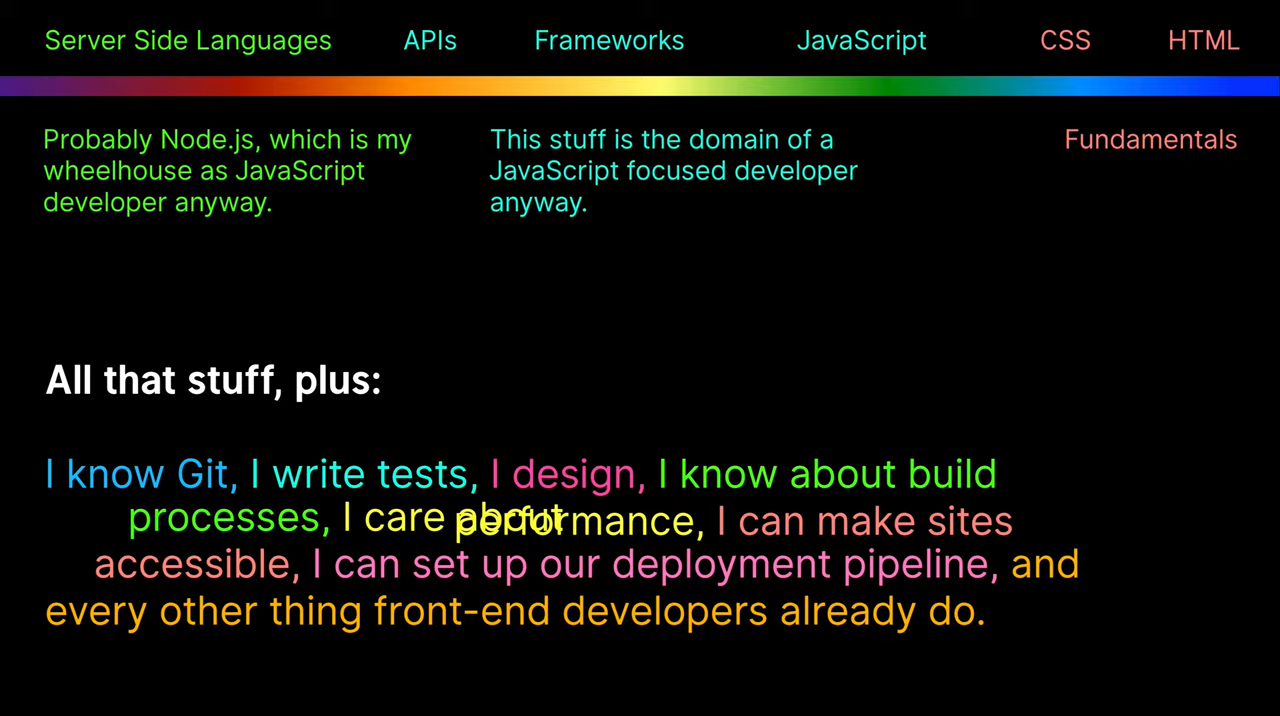 Server Side Languages APIs Frameworks JavaScript CSS HTML
Probably Node.js, which is my
wheelhouse as JavaScript
developer anyway.
This stuff is the domain of a
JavaScript focused developer
anyway.
Fundamentals
All that stuff, plus:
I know Git, I write tests, I design, I know about build
processes, I care about performance, I can make sites
accessible, I can set up our deployment pipeline, and
every other thing front-end developers already do.